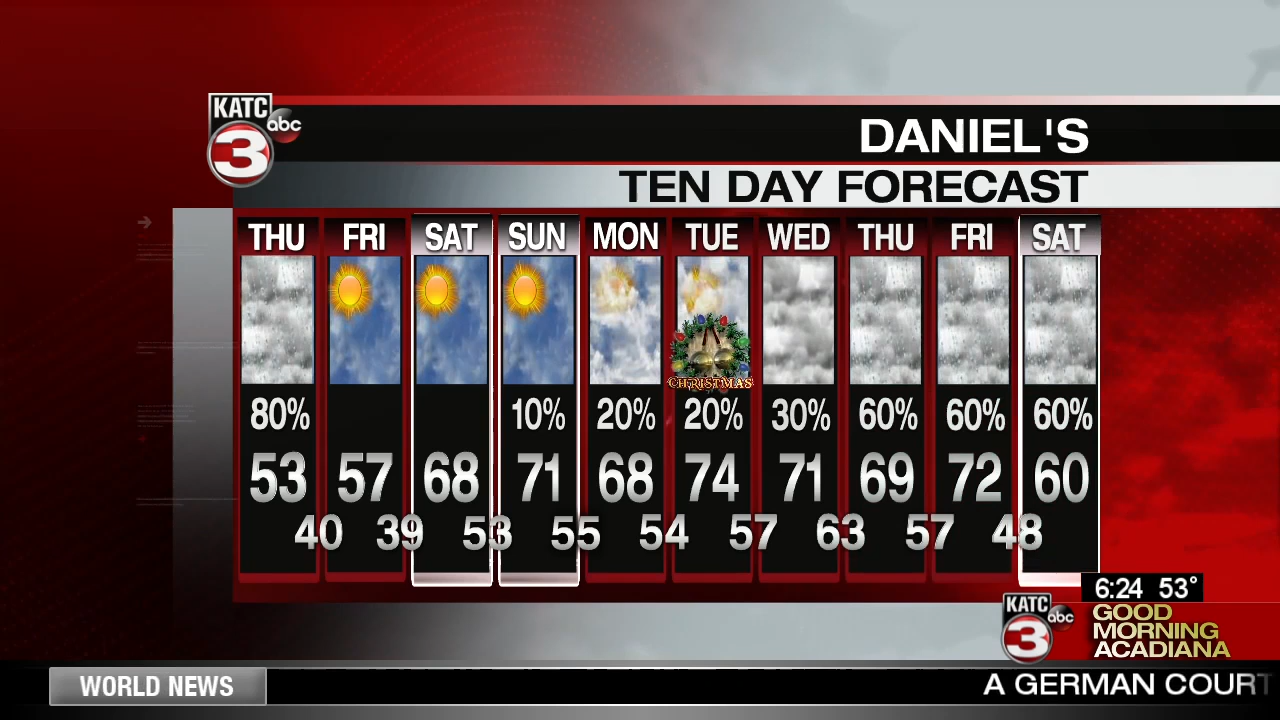 KATC
abc
3
DANIEL'S
TEN DAY FORECAST
THU FRI SAT SUN MON TUE WED THU FRI SAT
CHRISTMAS
80% 10% 20% 20% 30% 60% 60% 60%
53 57 68 71 68 74 71 69 72 60
40 39 53 55 54 57 63 57 48
6:24 53°
KATC
abc
3
GOOD
MORNING
ACADIANA
WORLD NEWS
A GERMAN COURT